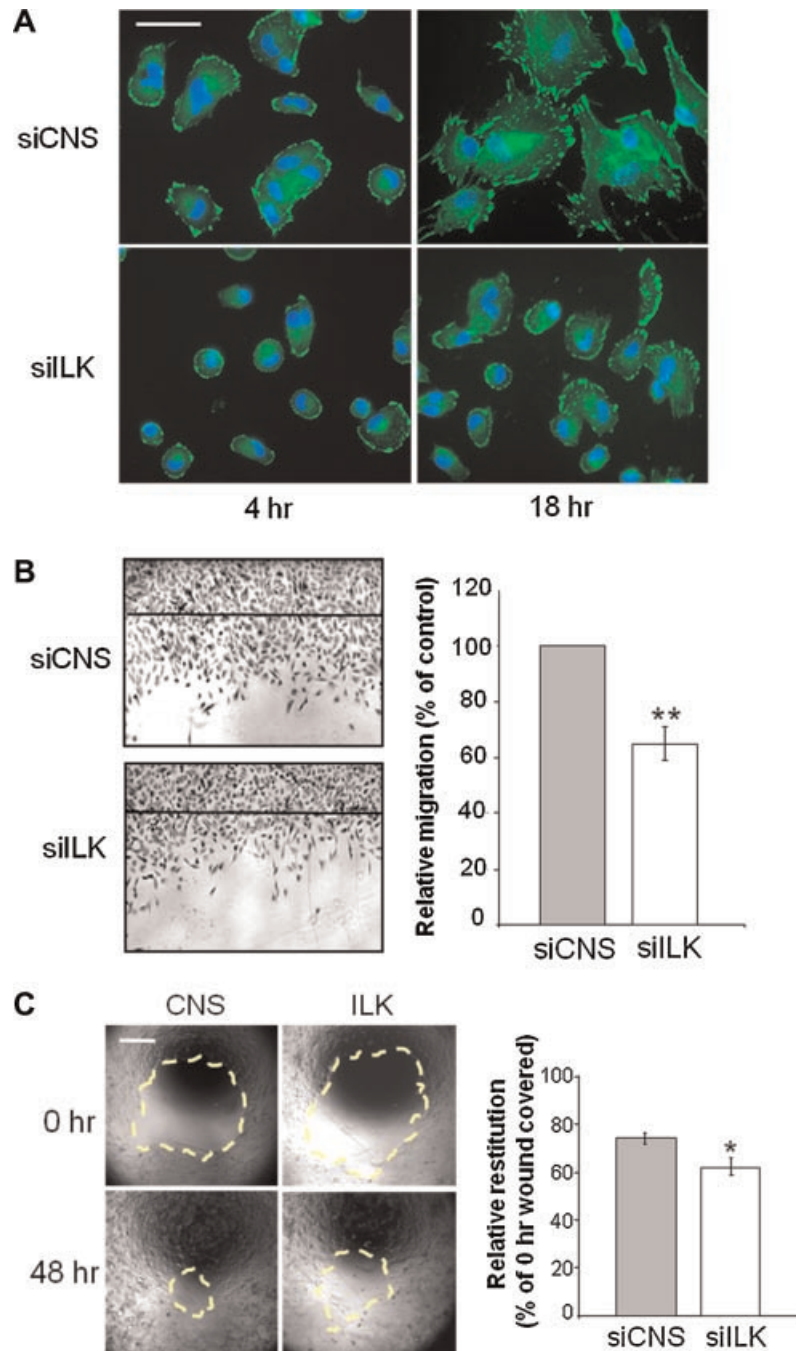 A
siCNS
siILK
4 hr
18 hr
B
siCNS
siILK
Relative migration (% of control)
120
100
80
60
40
20
0
**
siCNS
siILK
C
CNS
ILK
0 hr
48 hr
Relative restitution
(% of 0 hr wound covered)
100
80
60
40
20
0
*
siCNS
siILK